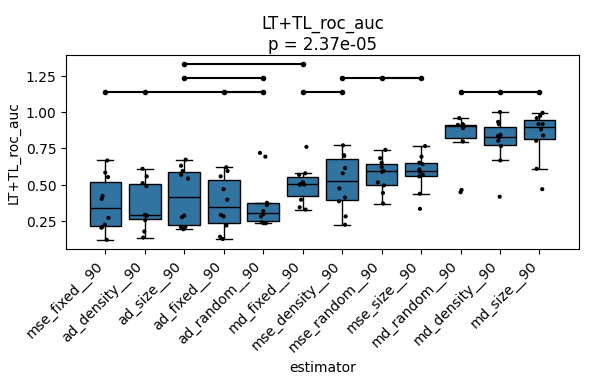 LT+TL_roc_auc
p = 2.37e-05
LT+TL_roc_auc
1.25
1.00
0.75
0.50
0.25
mse_fixed__90
ad_density__90
ad_size__90
ad_fixed__90
ad_random__90
md_fixed__90
mse_density__90
mse_random__90
mse_size__90
md_random__90
md_density__90
md_size__90
estimator